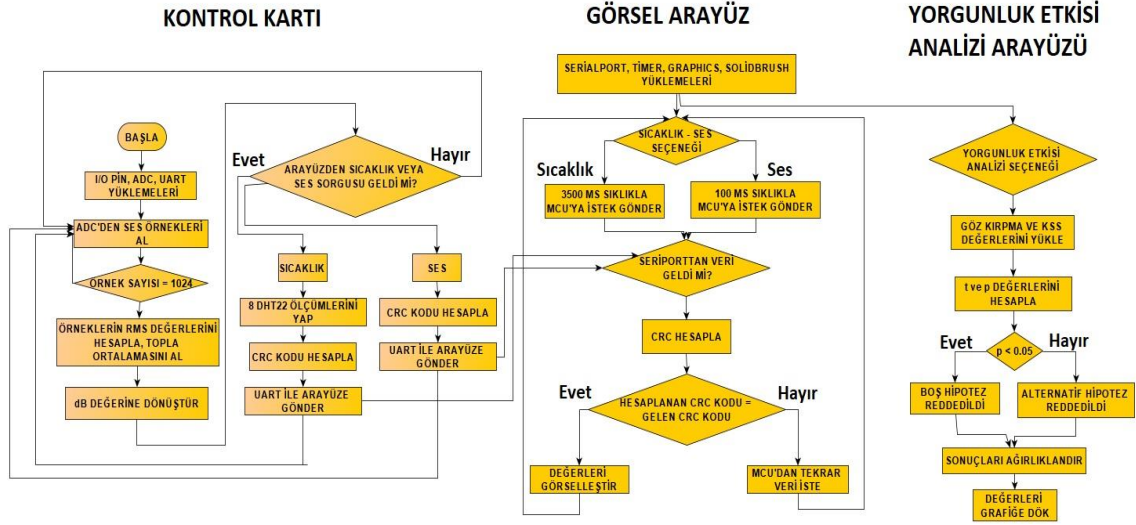 KONTROL KARTI
BAŞLA
I/O PİN, ADC, UART
YÜKLEMELERİ
ADC'DEN SES ÖRNEKLERİ
AL
ÖRNEK SAYISI = 1024
ÖRNEKLERİN RMS DEĞERLERİNİ
HESAPLA, TOPLA
ORTALAMASINI AL
dB DEĞERİNE DÖNÜŞTÜR
Evet
Hayır
ARAYÜZDEN SICAKLIK VEYA
SES SORGUSU GELDİ Mİ?
SICAKLIK
8 DHT22 ÖLÇÜMLERİNİ
YAP
CRC KODU HESAPLA
UART İLE ARAYÜZE
GÖNDER
SES
CRC KODU HESAPLA
UART İLE ARAYÜZE
GÖNDER
GÖRSEL ARAYÜZ
SERIALPORT, TİMER, GRAPHICS, SOLIDBRUSH
YÜKLEMELERİ
SICAKLIK - SES
SEÇENEĞİ
Sıcaklık
Ses
3500 MS SIKLIKLA
MCU'YA İSTEK GÖNDER
100 MS SIKLIKLA
MCU'YA İSTEK GÖNDER
SERİPORTTAN VERİ
GELDİ Mİ?
CRC HESAPLA
Evet
Hayır
HESAPLANAN CRC KODU =
GELEN CRC KODU
DEĞERLERİ
GÖRSELLEŞTİR
MCU'DAN TEKRAR
VERİ İSTE
YORGUNLUK ETKİSİ
ANALİZİ ARAYÜZÜ
YORGUNLUK ETKİSİ
ANALİZİ SEÇENEĞİ
GÖZ KIRPMA VE KSS
DEĞERLERİNİ YÜKLE
t ve p DEĞERLERİNİ
HESAPLA
Evet
Hayır
p < 0.05
BOŞ HİPOTEZ
REDDEDİLDİ
ALTERNATİF HİPOTEZ
REDDEDİLDİ
SONUÇLARI AĞIRLIKLANDIR
DEĞERLERİ
GRAFİĞE DÖK